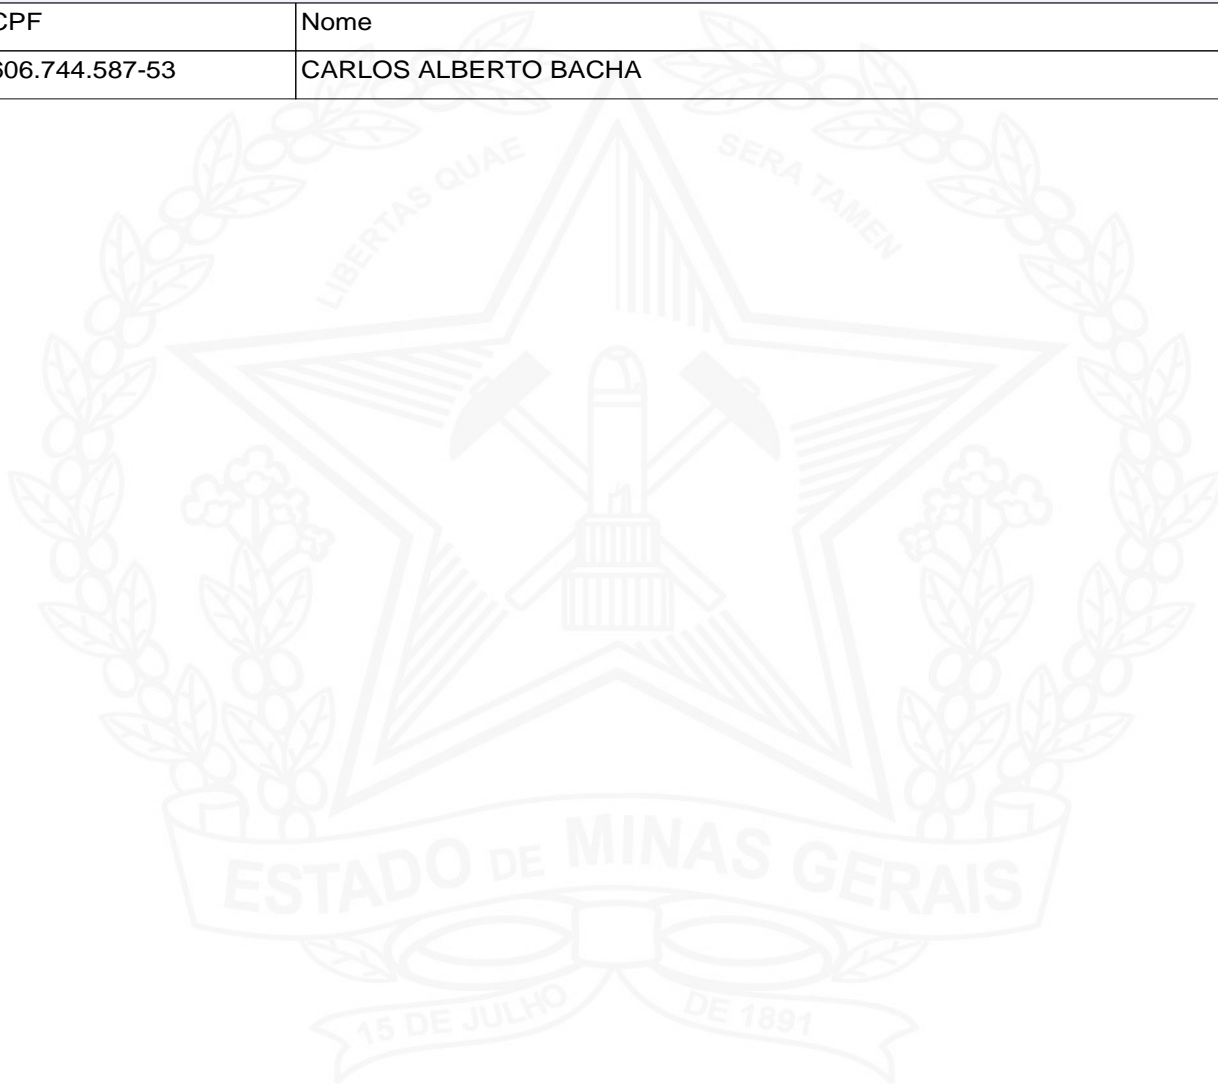 CPF Nome
606.744.587-53 CARLOS ALBERTO BACHA
LIBERTAS QUAE SERA TAMEN
ESTADO DE MINAS GERAIS
15 DE JULHO DE 1891